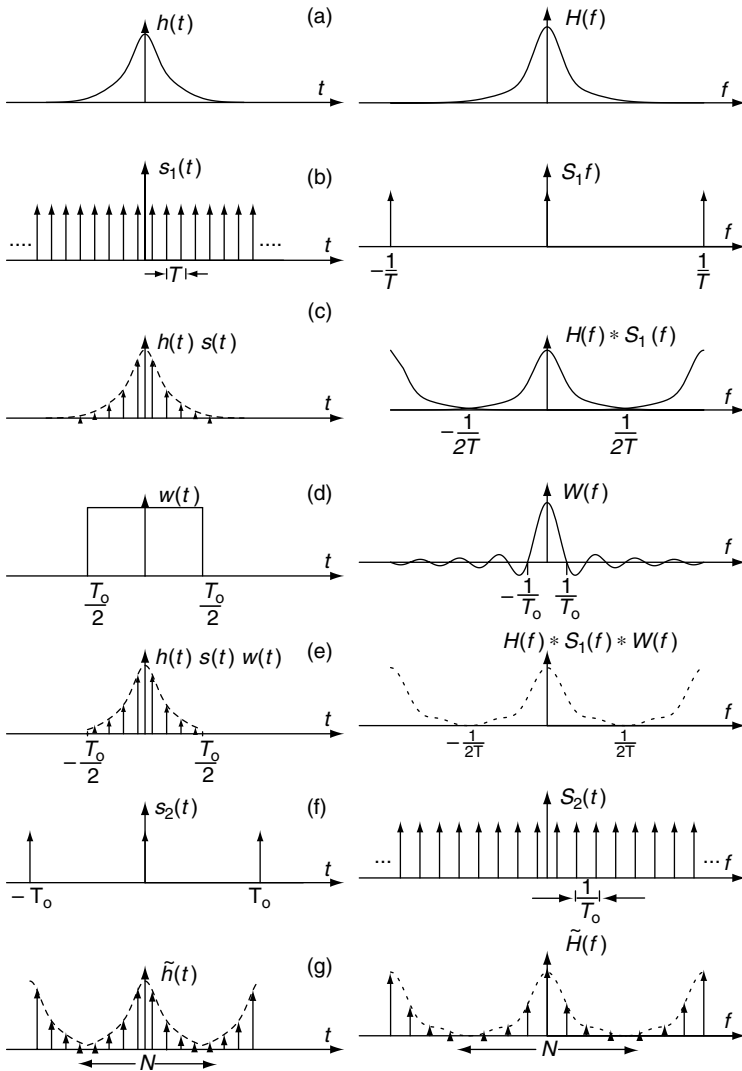 h(t) (a) H(f)
t f
s₁(t) (b) S₁f)
.... .... t f
T -1/T 1/T
(c)
h(t) s(t) H(f) * S₁(f)
t f
-1/2T 1/2T
w(t) (d) W(f)
t f
T₀/2 T₀/2 -1/T₀ 1/T₀
h(t) s(t) w(t) (e) H(f) * S₁(f) * W(f)
t f
-T₀/2 T₀/2 -1/2T 1/2T
s₂(t) (f) S₂(t)
t ... ... f
- T₀ T₀ 1/T₀
h̃(t) (g) H̃(f)
t f
N N